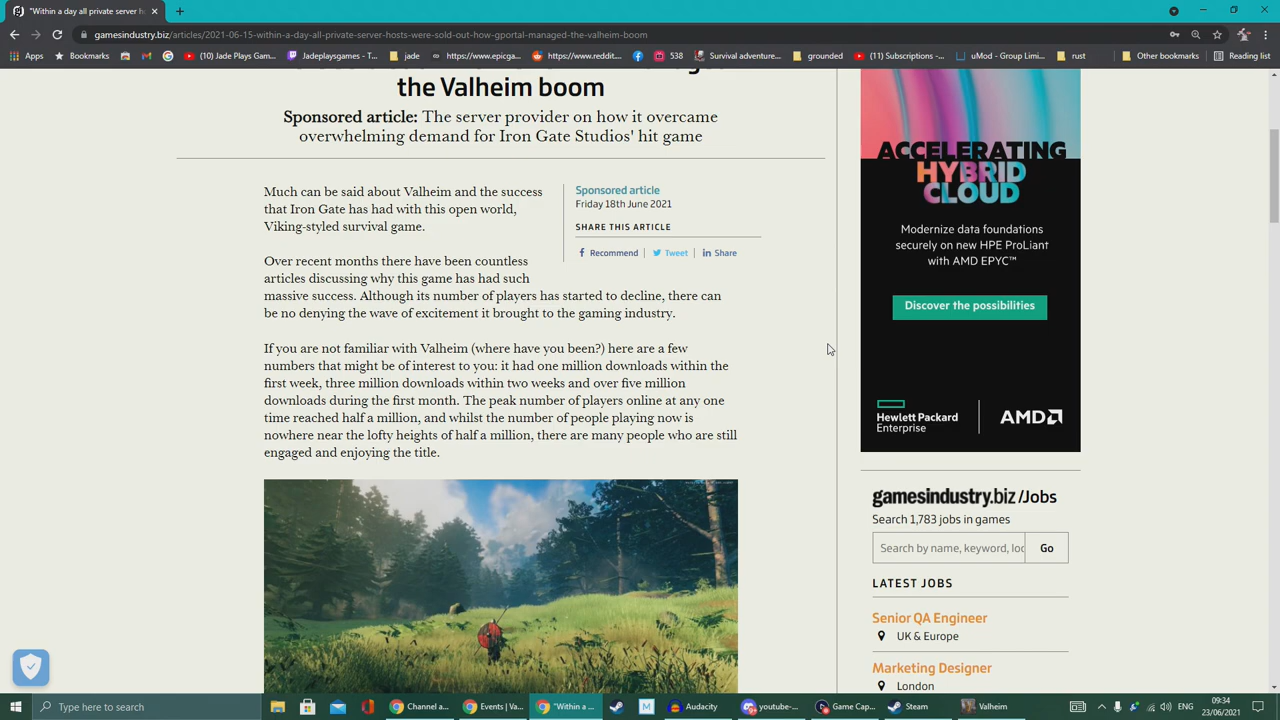 "Within a day all private server h
gamesindustry.biz/articles/2021-06-15-within-a-day-all-private-server-hosts-were-sold-out-how-gportal-managed-the-valheim-boom
Apps
Bookmarks
(10) Jade Plays Gam...
Jadeplaysgames - T...
jade
https://www.epicga...
https://www.reddit...
538
Survival adventure...
grounded
(11) Subscriptions -...
uMod - Group Limi...
rust
Other bookmarks
Reading list
the Valheim boom
Sponsored article: The server provider on how it overcame
overwhelming demand for Iron Gate Studios' hit game
Much can be said about Valheim and the success
that Iron Gate has had with this open world,
Viking-styled survival game.
Sponsored article
Friday 18th June 2021
SHARE THIS ARTICLE
Recommend
Tweet
Share
Over recent months there have been countless
articles discussing why this game has had such
massive success. Although its number of players has started to decline, there can
be no denying the wave of excitement it brought to the gaming industry.
If you are not familiar with Valheim (where have you been?) here are a few
numbers that might be of interest to you: it had one million downloads within the
first week, three million downloads within two weeks and over five million
downloads during the first month. The peak number of players online at any one
time reached half a million, and whilst the number of people playing now is
nowhere near the lofty heights of half a million, there are many people who are still
engaged and enjoying the title.
ACCELERATING
HYBRID
CLOUD
Modernize data foundations
securely on new HPE ProLiant
with AMD EPYC™
Discover the possibilities
Hewlett Packard
Enterprise
AMD
gamesindustry.biz/Jobs
Search 1,783 jobs in games
Search by name, keyword, loc
Go
LATEST JOBS
Senior QA Engineer
UK & Europe
Marketing Designer
London
Type here to search
Channel a...
Events | Va...
"Within a ...
Audacity
youtube-...
Game Cap...
Steam
Valheim
ENG
09:34
23/06/2021